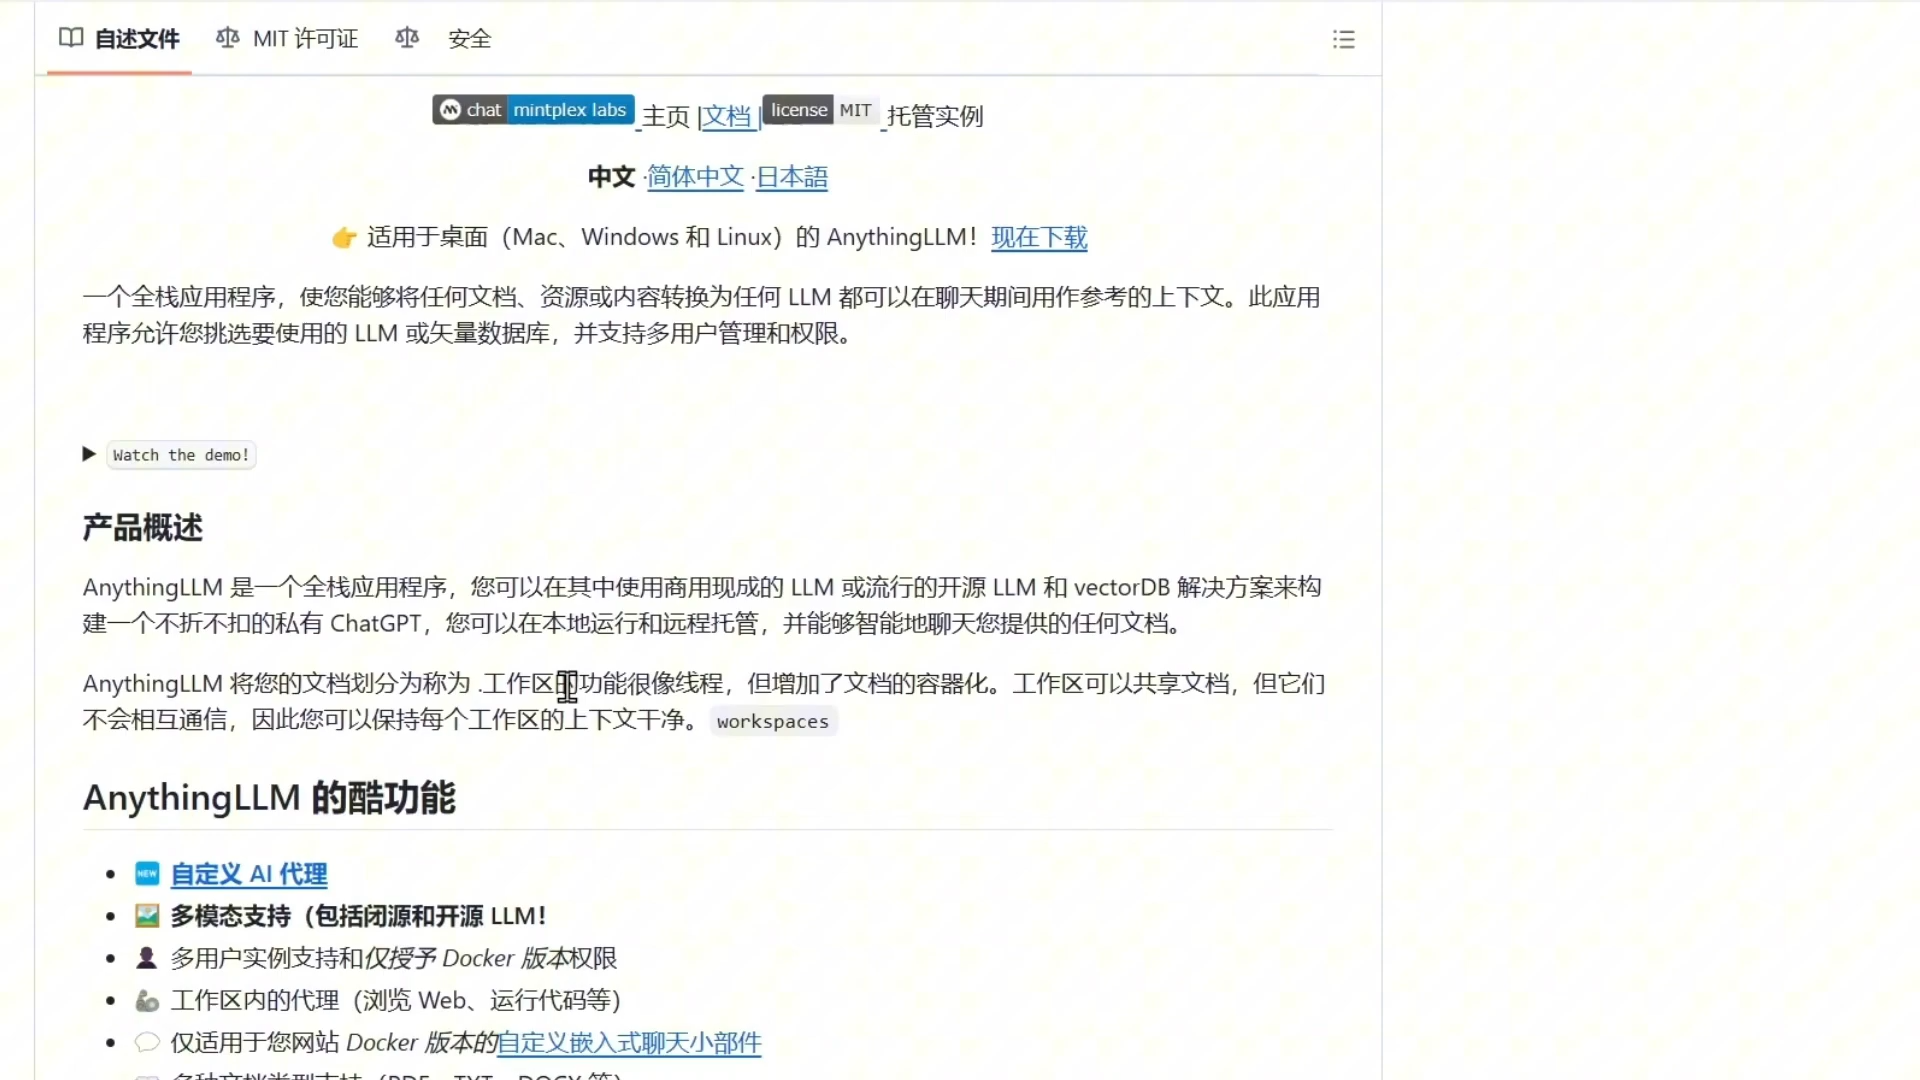 自述文件 MIT 许可证 安全
chat mintplex labs 主页 |文档 | license MIT 托管实例
中文 ·简体中文 ·日本語
👉 适用于桌面（Mac、Windows 和 Linux）的 AnythingLLM！现在下载
一个全栈应用程序，使您能够将任何文档、资源或内容转换为任何 LLM 都可以在聊天期间用作参考的上下文。此应用
程序允许您挑选要使用的 LLM 或矢量数据库，并支持多用户管理和权限。
Watch the demo!
产品概述
AnythingLLM 是一个全栈应用程序，您可以在其中使用商用现成的 LLM 或流行的开源 LLM 和 vectorDB 解决方案来构
建一个不折不扣的私有 ChatGPT，您可以在本地运行和远程托管，并能够智能地聊天您提供的任何文档。
AnythingLLM 将您的文档划分为称为 .工作区的功能很像线程，但增加了文档的容器化。工作区可以共享文档，但它们
不会相互通信，因此您可以保持每个工作区的上下文干净。 workspaces
AnythingLLM 的酷功能
NEW 自定义 AI 代理
多模态支持（包括闭源和开源 LLM！
多用户实例支持和仅授予 Docker 版本权限
工作区内的代理（浏览 Web、运行代码等）
仅适用于您网站 Docker 版本的自定义嵌入式聊天小部件
多种文档类型支持（PDF、TXT、DOCX 等）